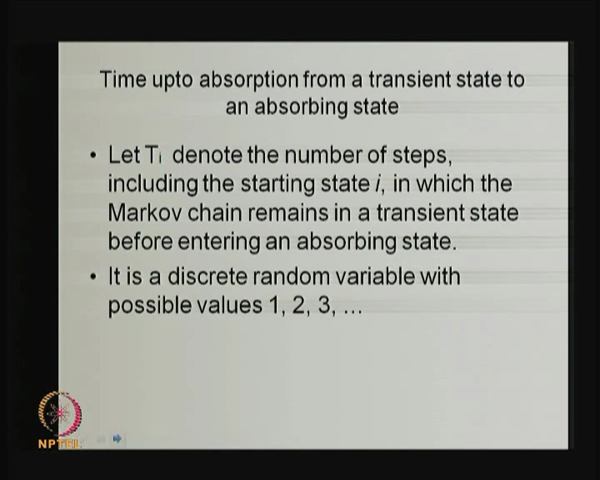 Time upto absorption from a transient state to
an absorbing state
• Let Ti denote the number of steps,
including the starting state i, in which the
Markov chain remains in a transient state
before entering an absorbing state.
• It is a discrete random variable with
possible values 1, 2, 3, …
NPTEL